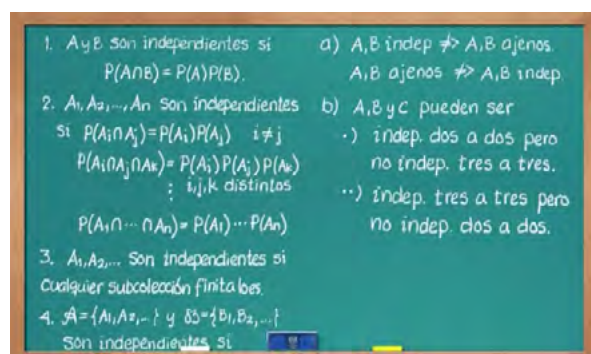 1. A y B son independientes si
P(A∩B) = P(A)P(B).
2. A₁, A₂, ..., Aₙ son independientes
si P(Aᵢ∩Aⱼ)=P(Aᵢ)P(Aⱼ) i≠j
P(Aᵢ∩Aⱼ∩Aₖ)= P(Aᵢ)P(Aⱼ)P(Aₖ)
⋮ i,j,k distintos
P(A₁∩⋯∩Aₙ)= P(A₁)⋯P(Aₙ)
3. A₁,A₂,... Son independientes si
cualquier subcolección finita loes.
4. A={A₁,A₂,..} y B={B₁,B₂,...}
Son independientes si
a) A,B indep ⇏ A,B ajenos.
A,B ajenos ⇏ A,B indep.
b) A,B y C pueden ser
·) indep. dos a dos pero
no indep. tres a tres.
··) indep. tres a tres pero
no indep. dos a dos.